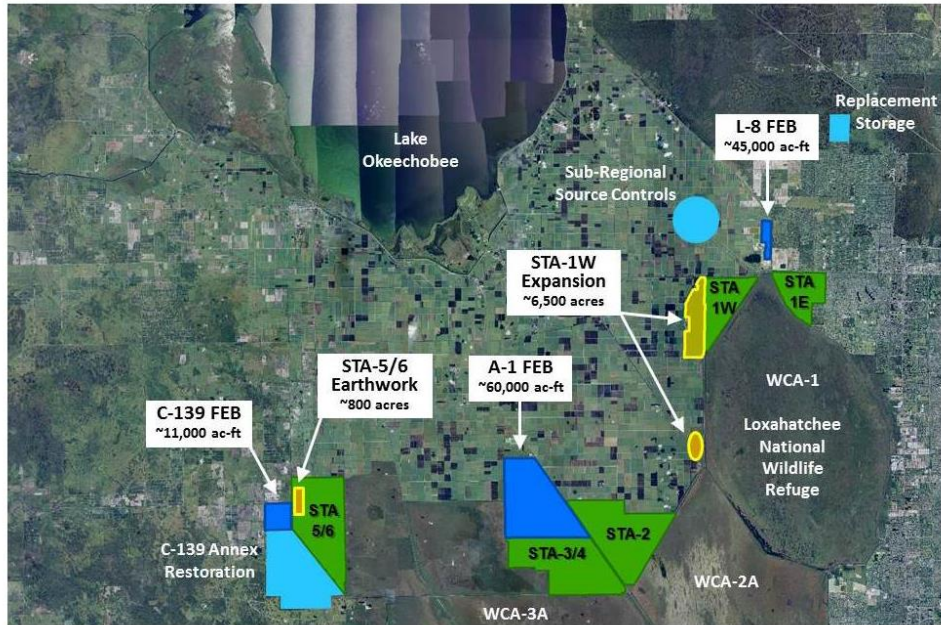 Lake
Okeechobee
Replacement
Storage
L-8 FEB
~45,000 ac-ft
Sub-Regional
Source Controls
STA-1W
Expansion
~6,500 acres
STA
1W
STA
1E
STA-5/6
Earthwork
~800 acres
A-1 FEB
~60,000 ac-ft
WCA-1
Loxahatchee
National
Wildlife
Refuge
C-139 FEB
~11,000 ac-ft
STA
5/6
STA-2
STA-3/4
C-139 Annex
Restoration
WCA-2A
WCA-3A